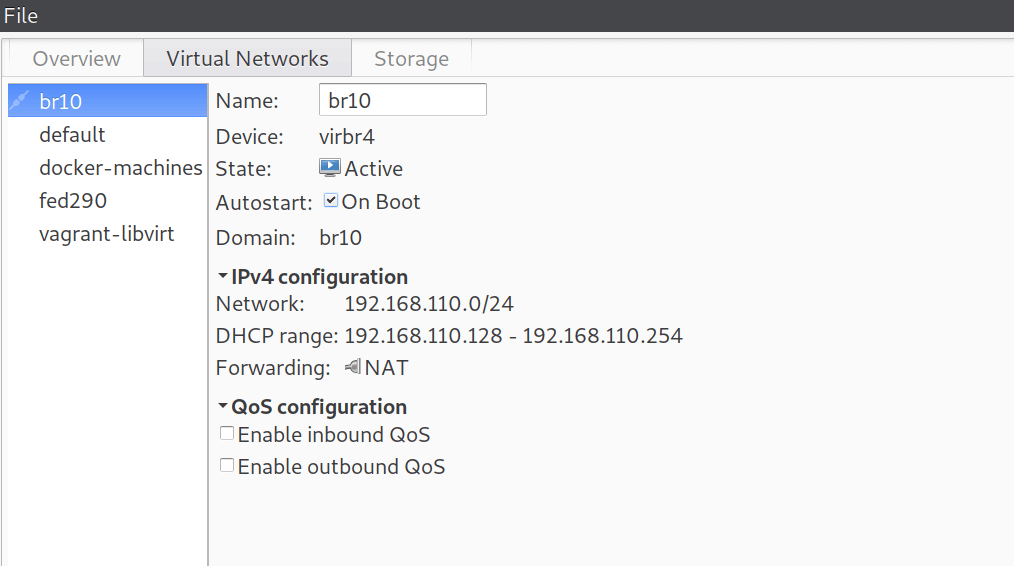 File
Overview Virtual Networks Storage
br10
default
docker-machines
fed290
vagrant-libvirt
Name: br10
Device: virbr4
State: Active
Autostart: On Boot
Domain: br10
IPv4 configuration
Network: 192.168.110.0/24
DHCP range: 192.168.110.128 - 192.168.110.254
Forwarding: NAT
QoS configuration
Enable inbound QoS
Enable outbound QoS